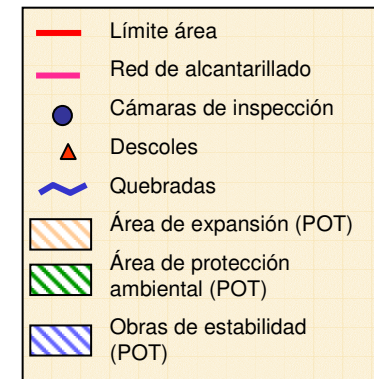 Límite área
Red de alcantarillado
Cámaras de inspección
Descoles
Quebradas
Área de expansión (POT)
Área de protección
ambiental (POT)
Obras de estabilidad
(POT)